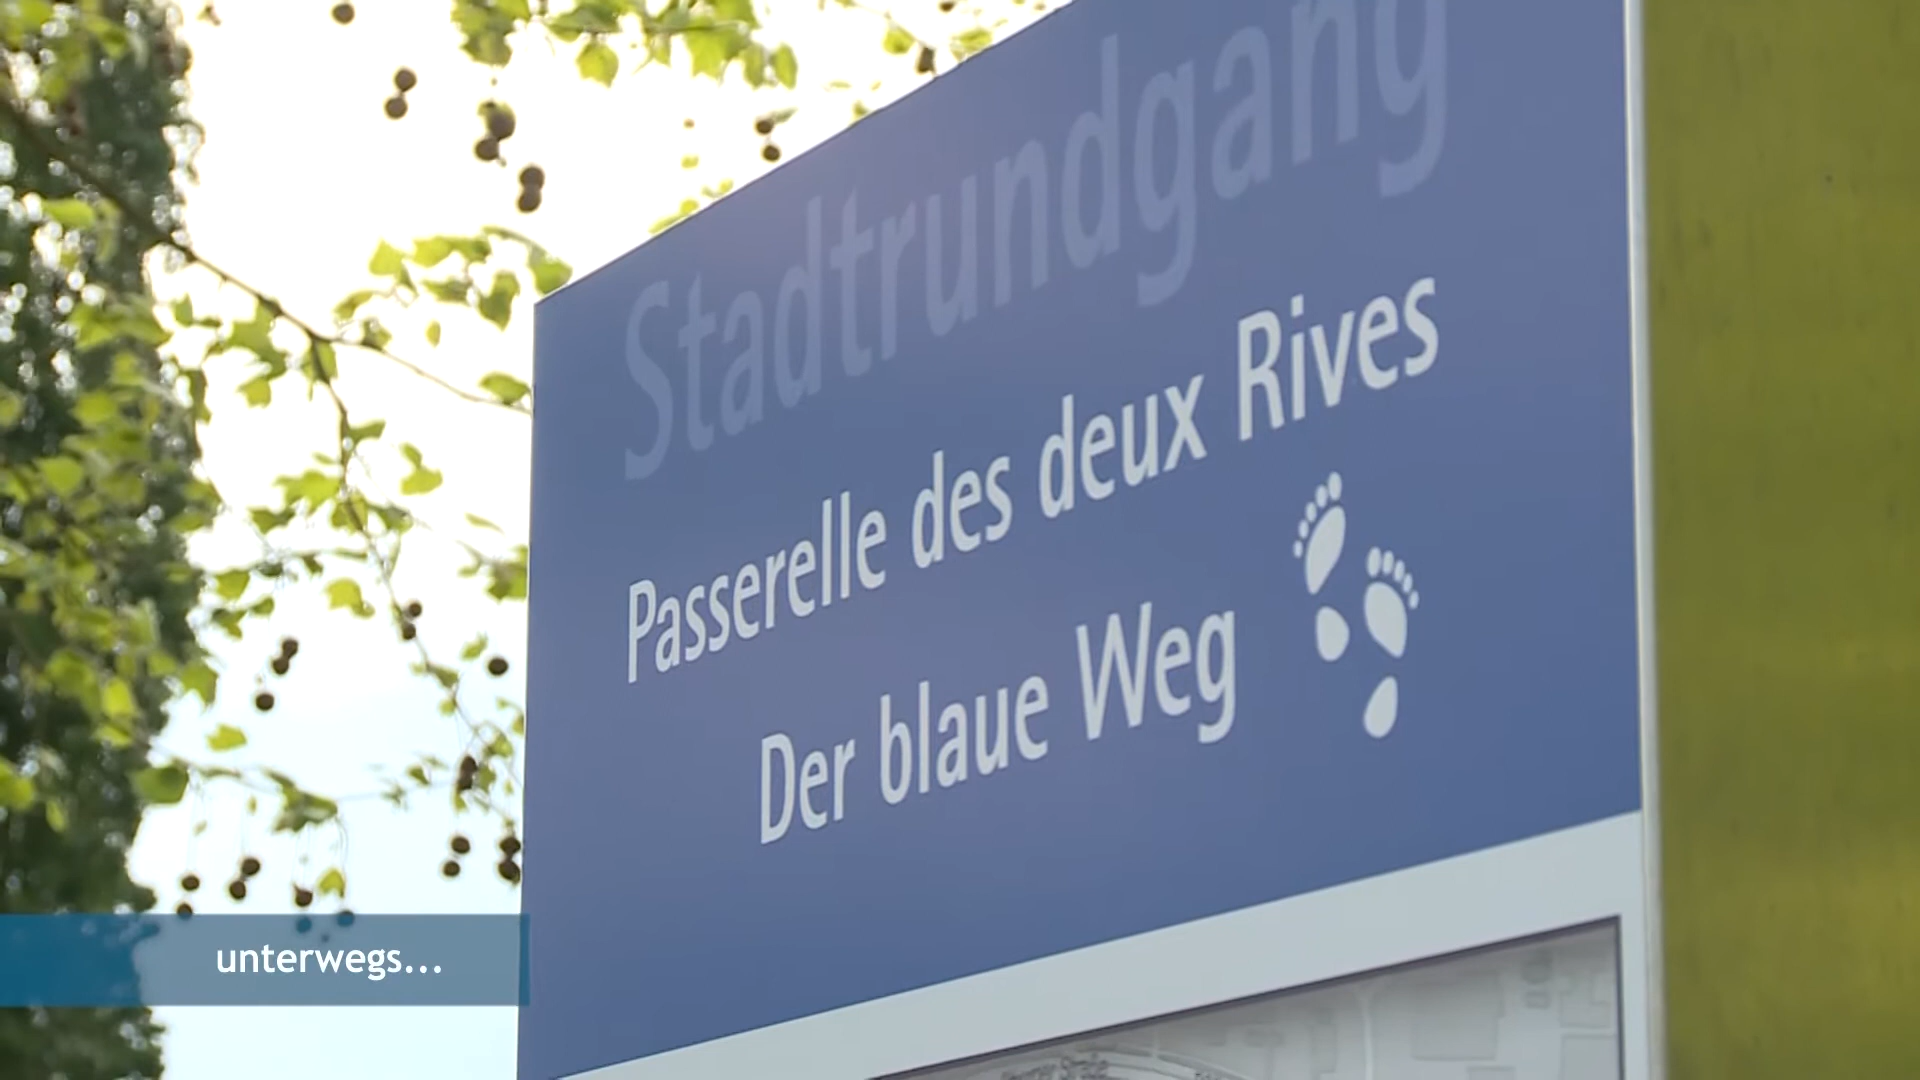 Stadtrundgang
Passerelle des deux Rives
Der blaue Weg
unterwegs...